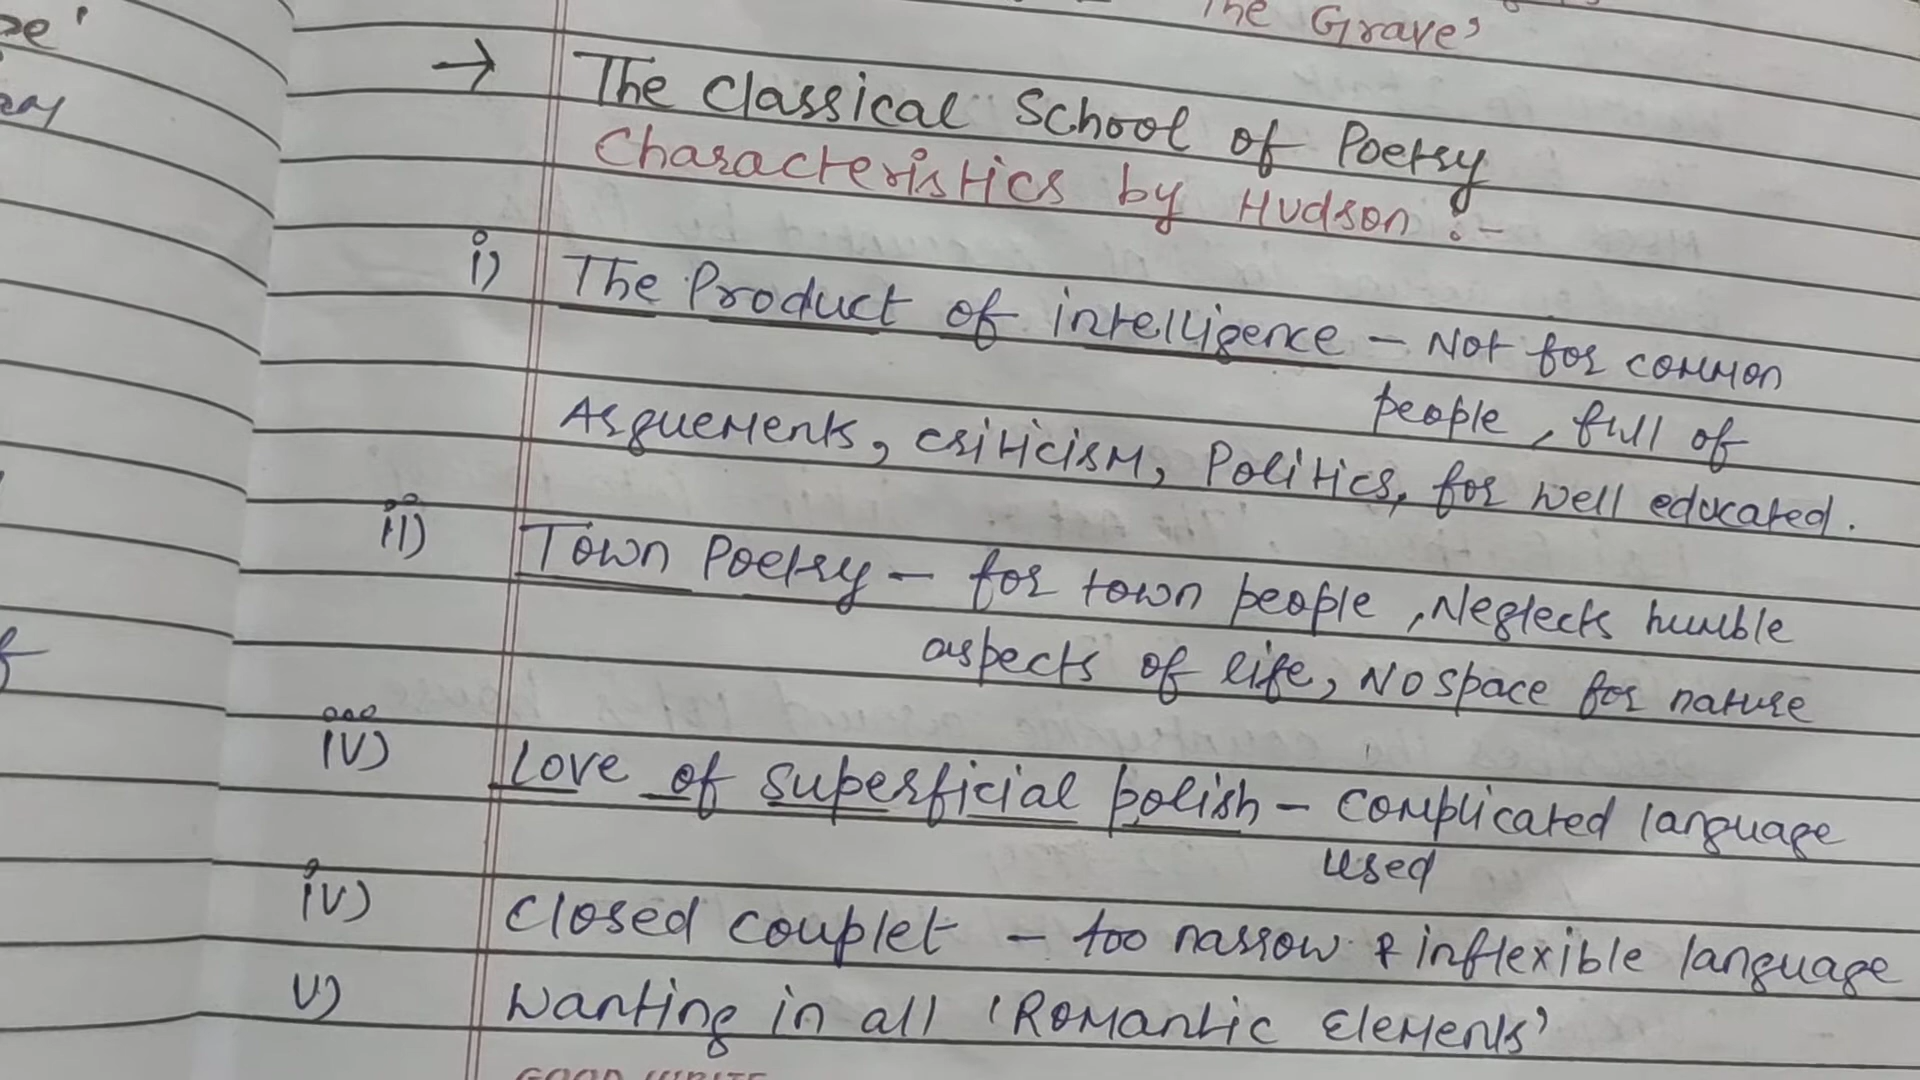 The Grave'
→ The Classical School of Poetry
Characteristics by Hudson :-
i) The Product of intelligence - Not for common
people, full of
Arguements, criticism, Politics, for well educated.
ii) Town Poetry - for town people, Neglects humble
aspects of life, No space for nature
iv) Love of superficial polish - complicated language
used
iv) Closed couplet - too narrow & inflexible language
v) Wanting in all 'Romantic Elements'